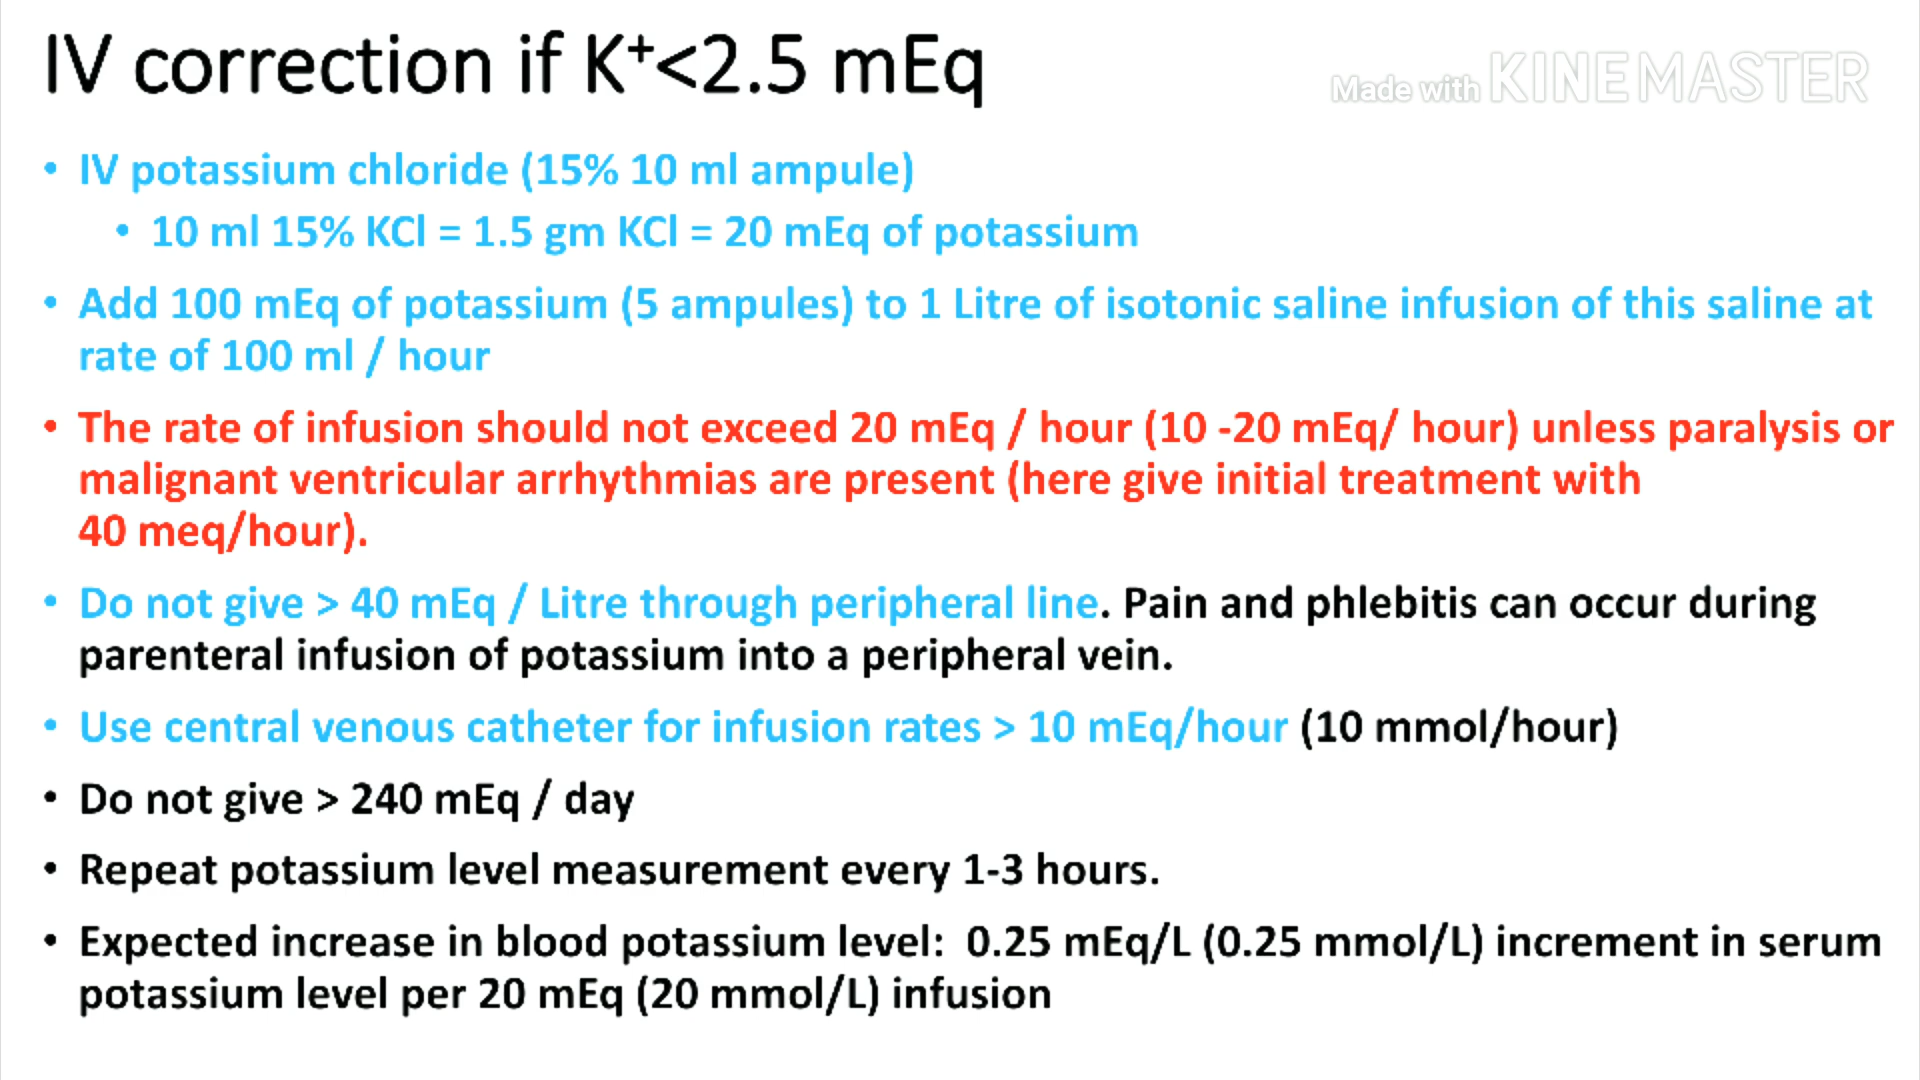 IV correction if K⁺<2.5 mEq
Made with KINEMASTER
• IV potassium chloride (15% 10 ml ampule)
• 10 ml 15% KCl = 1.5 gm KCl = 20 mEq of potassium
• Add 100 mEq of potassium (5 ampules) to 1 Litre of isotonic saline infusion of this saline at
rate of 100 ml / hour
• The rate of infusion should not exceed 20 mEq / hour (10 -20 mEq/ hour) unless paralysis or
malignant ventricular arrhythmias are present (here give initial treatment with
40 meq/hour).
• Do not give > 40 mEq / Litre through peripheral line. Pain and phlebitis can occur during
parenteral infusion of potassium into a peripheral vein.
• Use central venous catheter for infusion rates > 10 mEq/hour (10 mmol/hour)
• Do not give > 240 mEq / day
• Repeat potassium level measurement every 1-3 hours.
• Expected increase in blood potassium level:  0.25 mEq/L (0.25 mmol/L) increment in serum
potassium level per 20 mEq (20 mmol/L) infusion